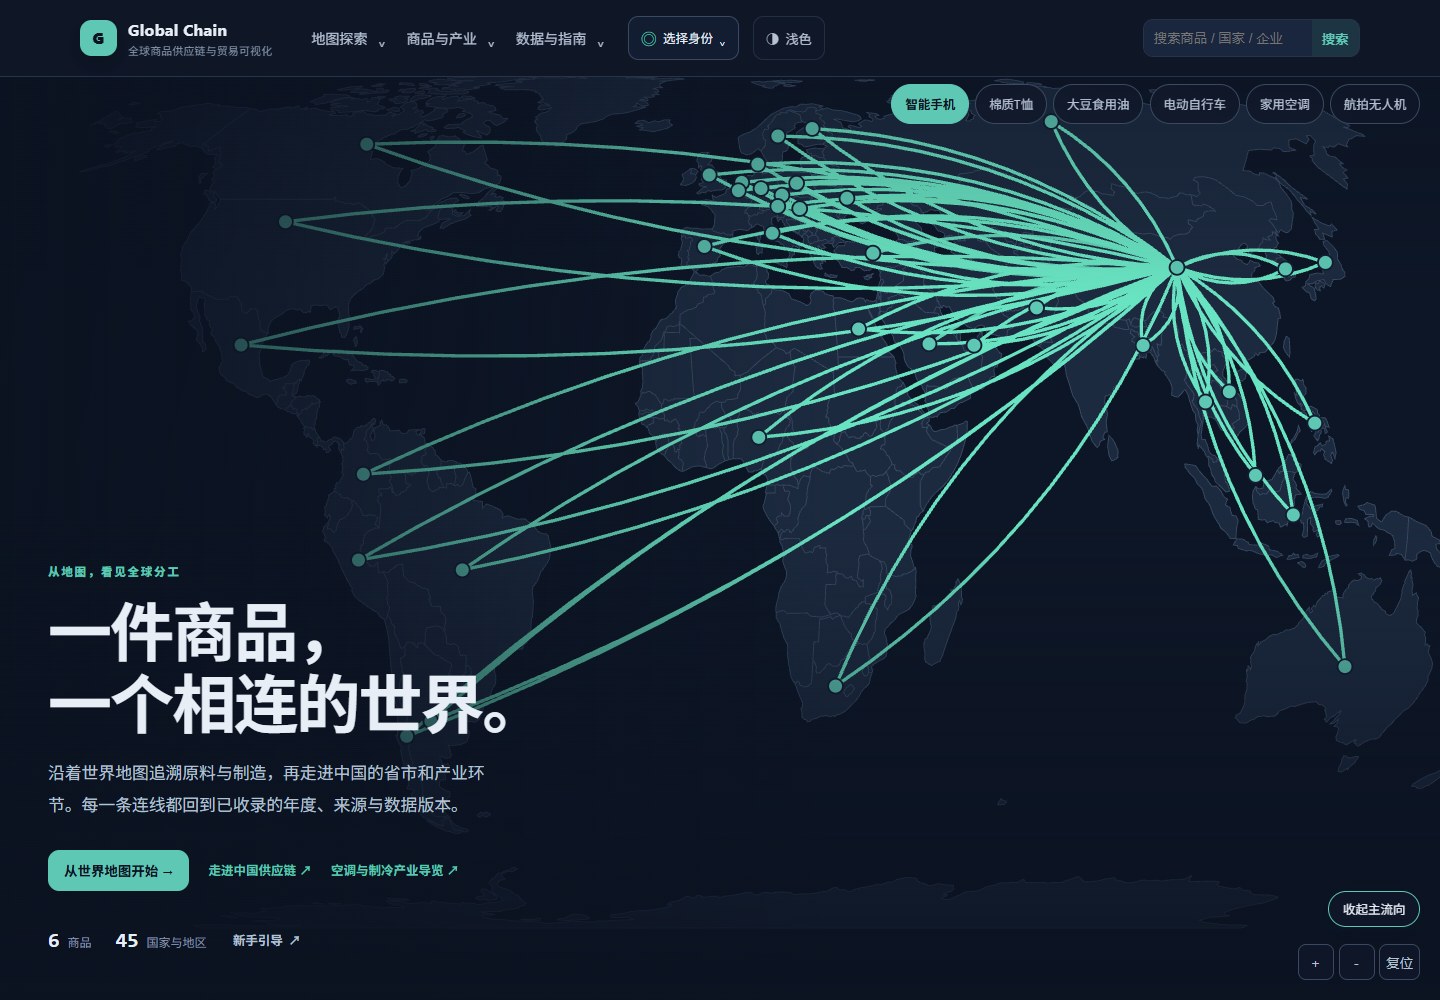 G
Global Chain
全球商品供应链与贸易可视化
地图探索
商品与产业
数据与指南
选择身份
浅色
搜索商品 / 国家 / 企业
搜索
智能手机
棉质T恤
大豆食用油
电动自行车
家用空调
航拍无人机
从地图，看见全球分工
一件商品，
一个相连的世界。
沿着世界地图追溯原料与制造，再走进中国的省市和产业环
节。每一条连线都回到已收录的年度、来源与数据版本。
从世界地图开始 →
走进中国供应链 ↗
空调与制冷产业导览 ↗
6 商品
45 国家与地区
新手引导 ↗
收起主流向
+
-
复位